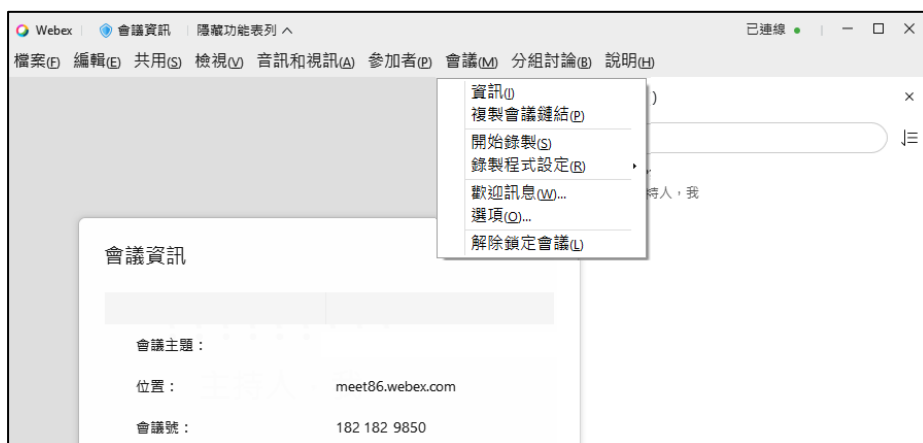 Webex 會議資訊 隱藏功能表列 已連線
檔案(F) 編輯(E) 共用(S) 檢視(V) 音訊和視訊(A) 參加者(P) 會議(M) 分組討論(B) 說明(H)
資訊(I)
)
複製會議鏈結(P)
開始錄製(S)
錄製程式設定(R)
歡迎訊息(W)...
持人，我
選項(O)...
解除鎖定會議(L)
會議資訊
會議主題：
位置： meet86.webex.com
會議號： 182 182 9850